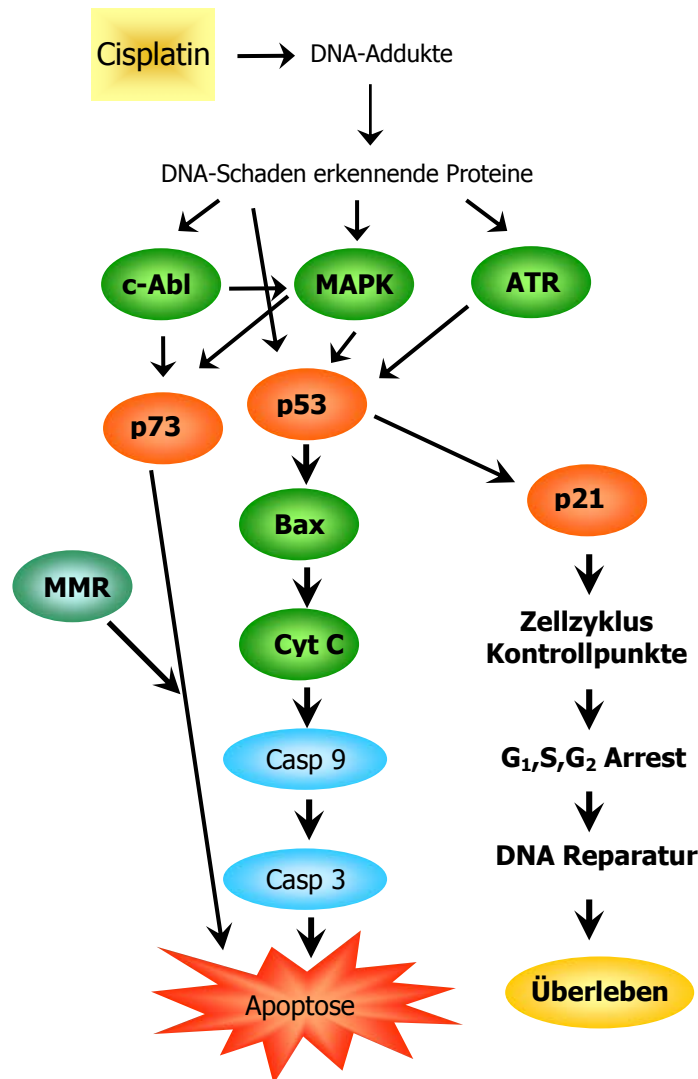 Cisplatin
DNA-Addukte
DNA-Schaden erkennende Proteine
c-Abl
MAPK
ATR
p73
p53
p21
Bax
MMR
Cyt C
Zellzyklus
Kontrollpunkte
Casp 9
G₁,S,G₂ Arrest
Casp 3
DNA Reparatur
Apoptose
Überleben